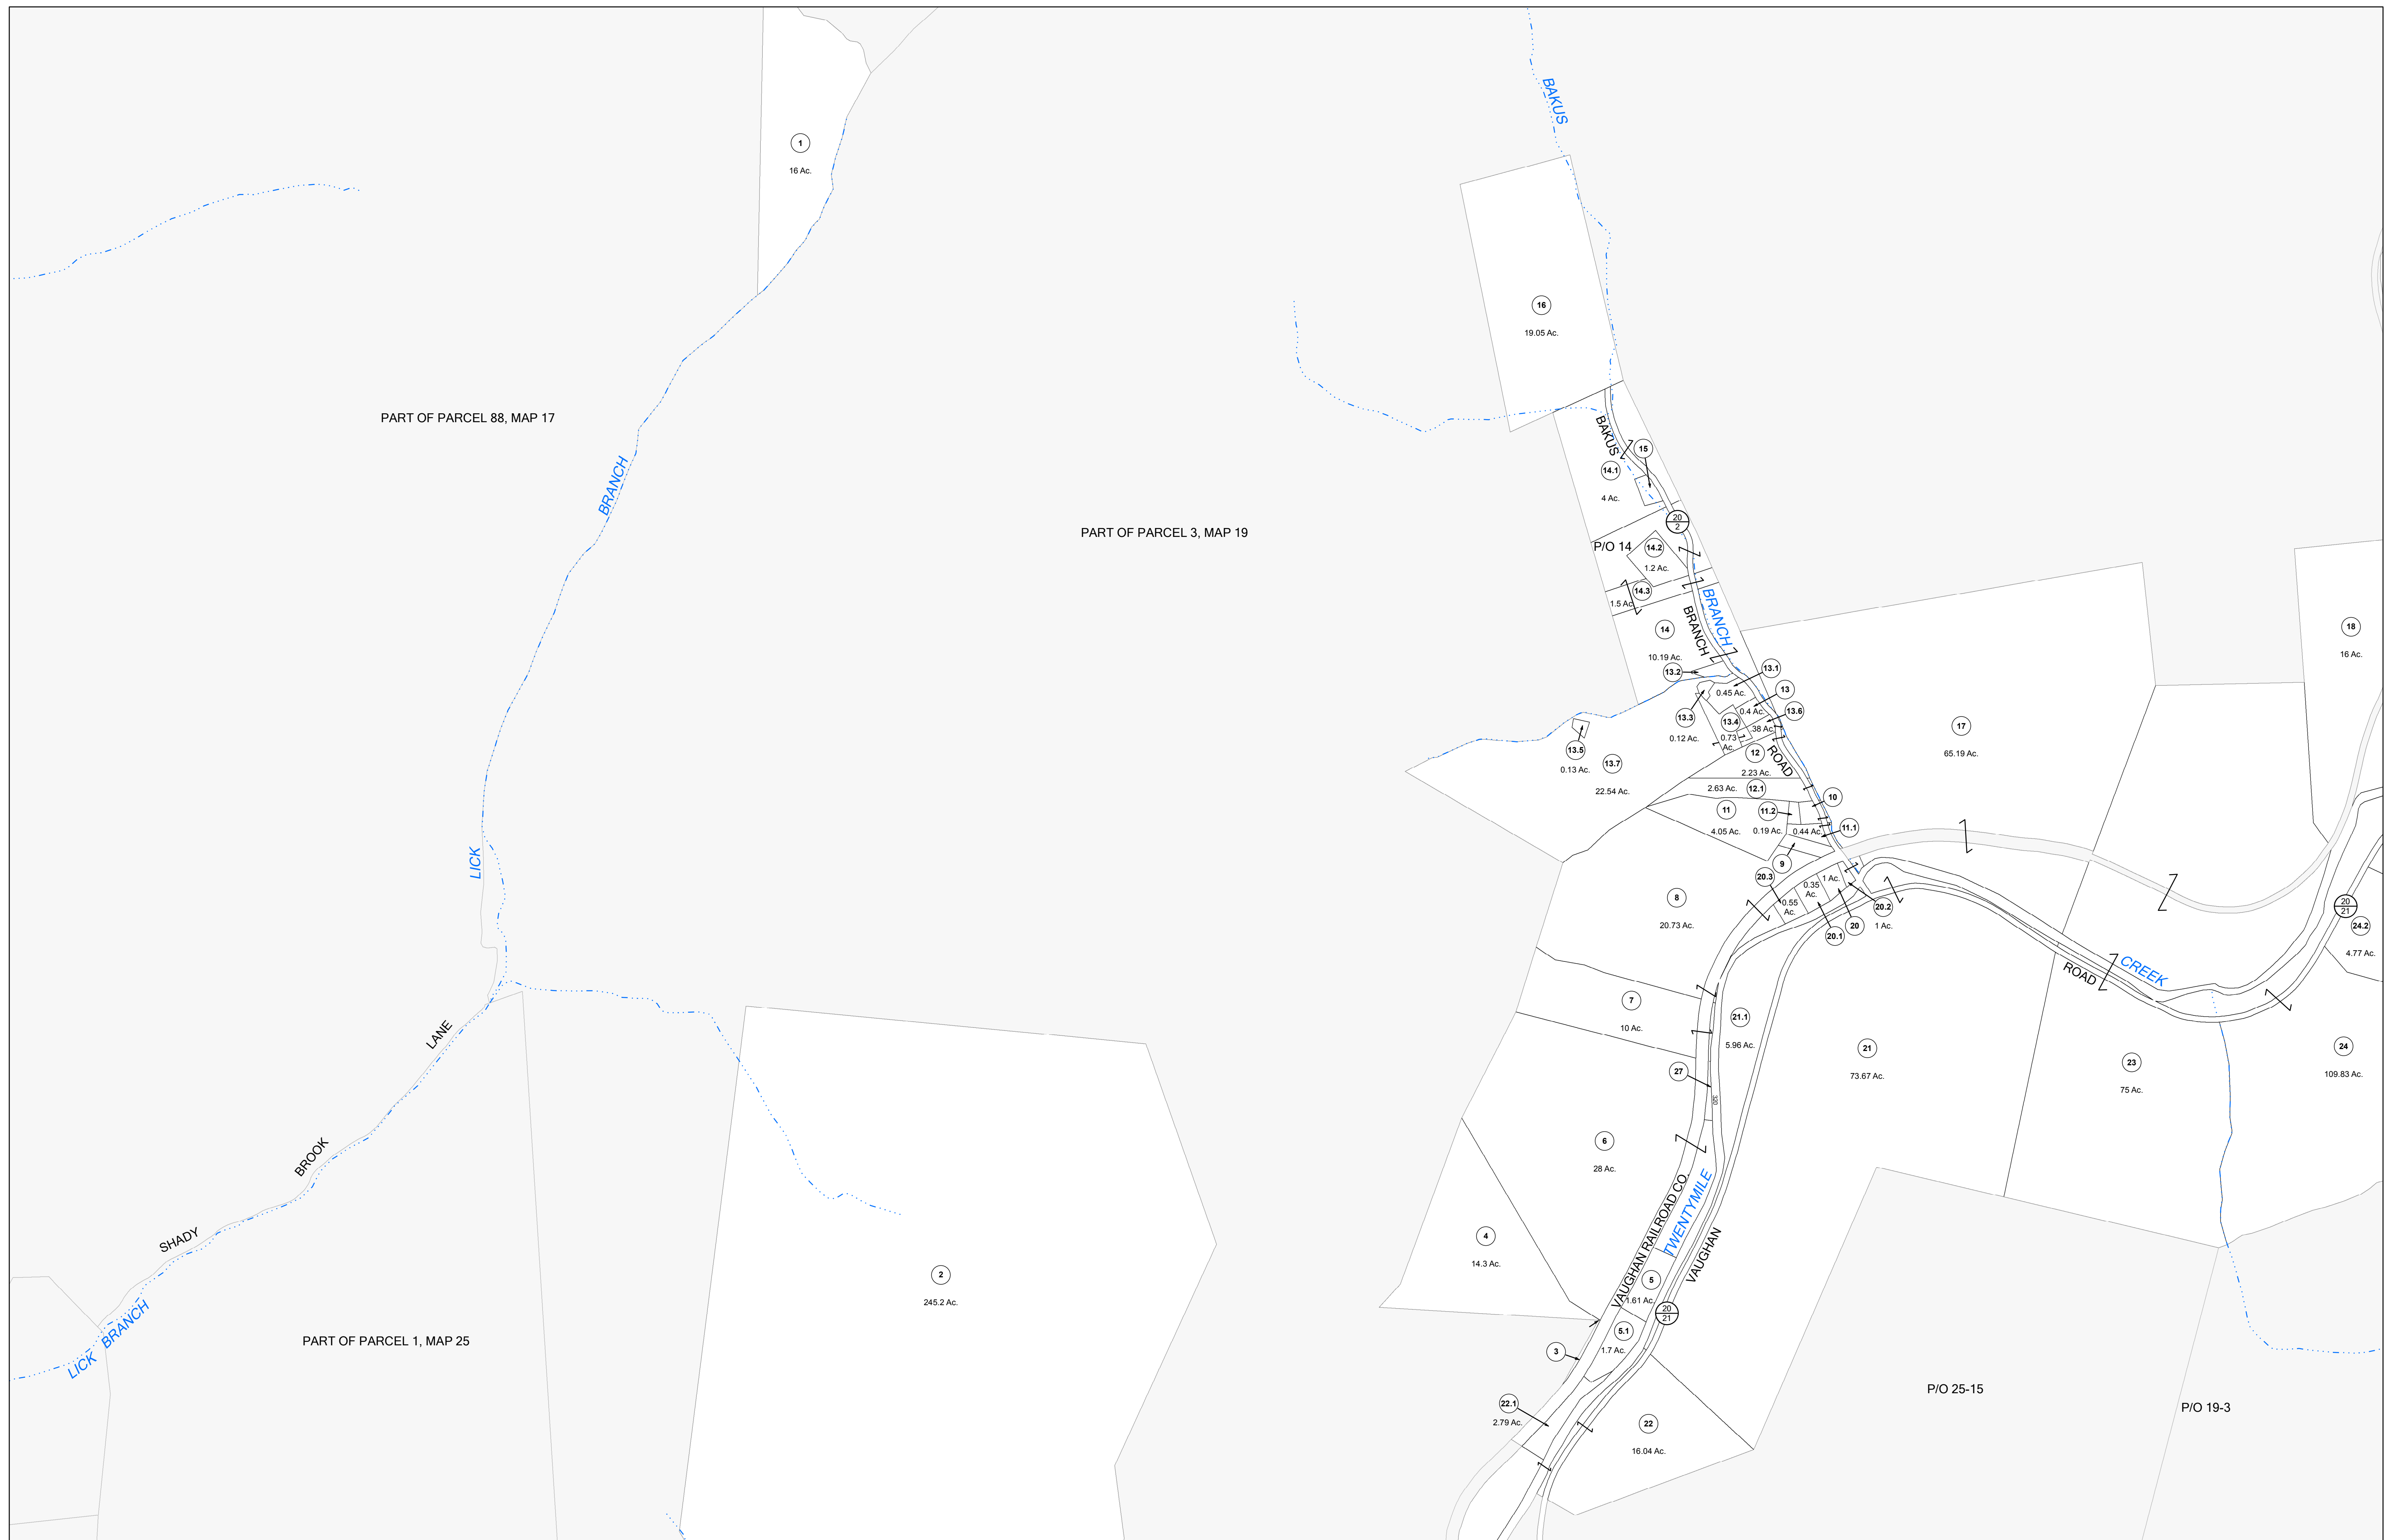 1
16 Ac.
BAKUS
16
19.05 Ac.
PART OF PARCEL 88, MAP 17
BRANCH
PART OF PARCEL 3, MAP 19
BAKUS
15
14.1
4 Ac.
20
2
P/O 14
14.2
1.2 Ac.
14.3
1.5 Ac.
BRANCH
BRANCH
14
10.19 Ac.
18
16 Ac.
13.2
13.1
0.45 Ac.
13
13.3
0.4 Ac.
13.6
13.4
.38 Ac.
0.12 Ac.
0.73
Ac.
17
65.19 Ac.
13.5
0.13 Ac.
13.7
22.54 Ac.
12
ROAD
2.23 Ac.
2.63 Ac.
12.1
10
11
11.2
4.05 Ac.
0.19 Ac.
0.44 Ac.
11.1
LICK
9
20.3
1 Ac.
0.35
Ac.
0.55
Ac.
8
20.73 Ac.
20.2
1 Ac.
20
20.1
20
21
24.2
4.77 Ac.
CREEK
ROAD
7
10 Ac.
21.1
5.96 Ac.
LANE
21
73.67 Ac.
23
75 Ac.
24
109.83 Ac.
27
320
6
28 Ac.
BROOK
SHADY
VAUGHAN RAILROAD CO.
TWENTYMILE
VAUGHAN
4
14.3 Ac.
2
245.2 Ac.
5
1.61 Ac.
20
21
5.1
1.7 Ac.
3
LICK BRANCH
PART OF PARCEL 1, MAP 25
P/O 25-15
P/O 19-3
22.1
2.79 Ac.
22
16.04 Ac.